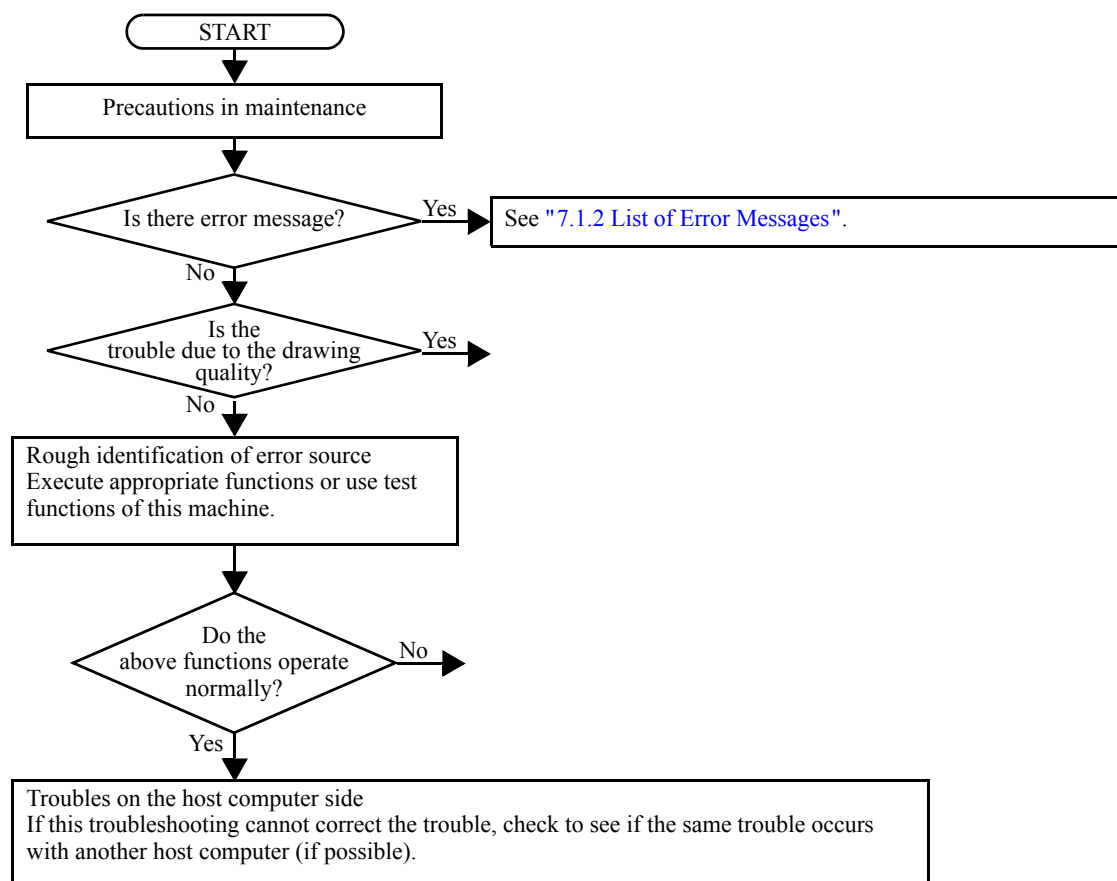 START
Precautions in maintenance
Is there error message?
Yes
See "7.1.2 List of Error Messages".
No
Is the
trouble due to the drawing
quality?
Yes
No
Rough identification of error source
Execute appropriate functions or use test
functions of this machine.
Do the
above functions operate
normally?
No
Yes
Troubles on the host computer side
If this troubleshooting cannot correct the trouble, check to see if the same trouble occurs
with another host computer (if possible).